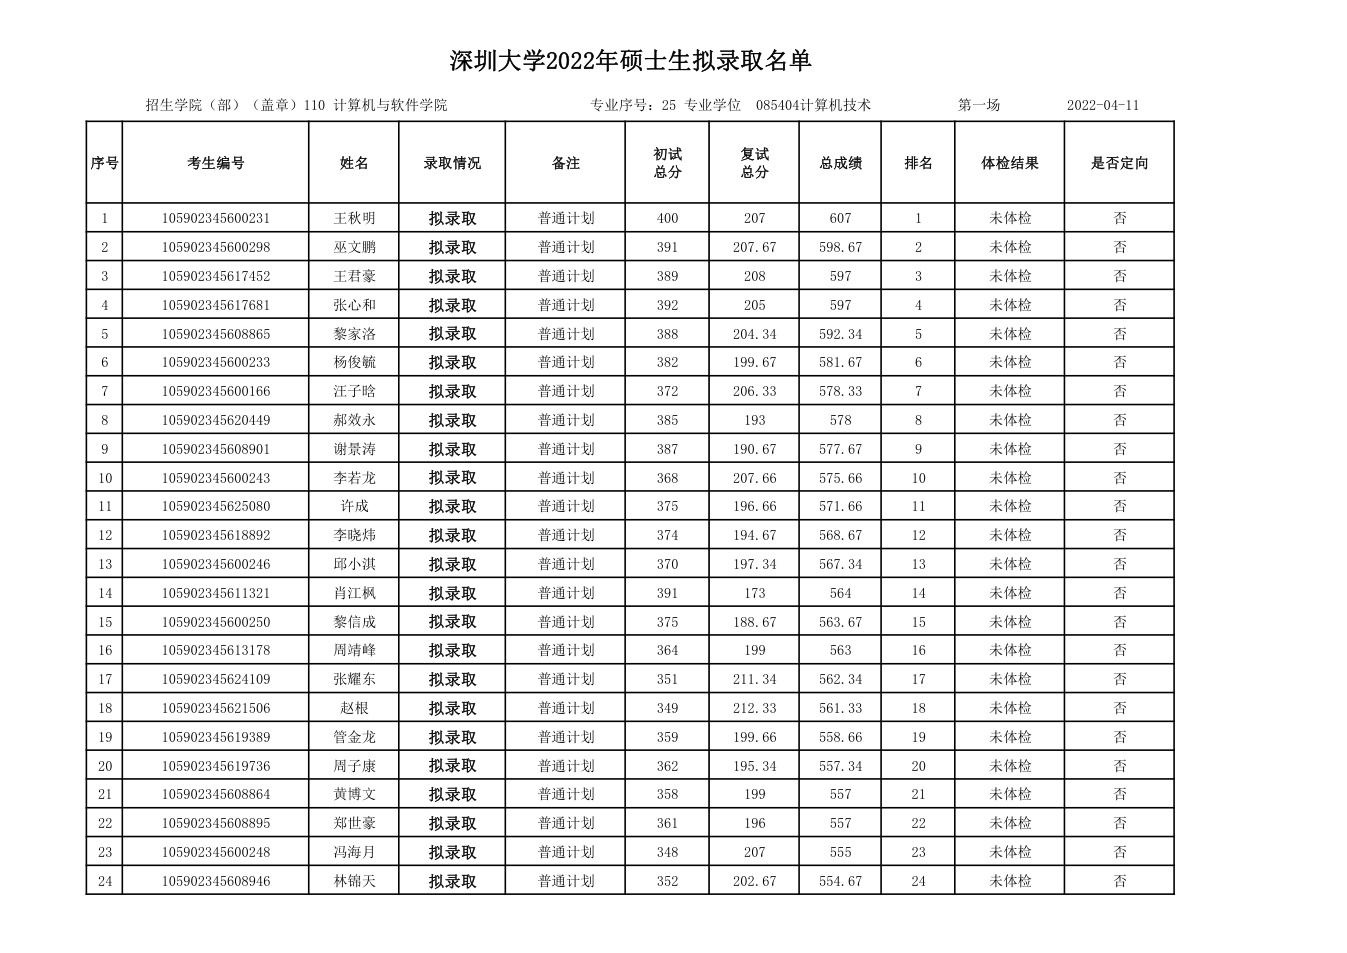 深圳大学2022年硕士生拟录取名单
招生学院（部）（盖章）110 计算机与软件学院 专业序号：25 专业学位 085404计算机技术 第一场 2022-04-11
序号 考生编号 姓名 录取情况 备注 初试总分 复试总分 总成绩 排名 体检结果 是否定向
1 105902345600231 王秋明 拟录取 普通计划 400 207 607 1 未体检 否
2 105902345600298 巫文鹏 拟录取 普通计划 391 207.67 598.67 2 未体检 否
3 105902345617452 王君豪 拟录取 普通计划 389 208 597 3 未体检 否
4 105902345617681 张心和 拟录取 普通计划 392 205 597 4 未体检 否
5 105902345608865 黎家洛 拟录取 普通计划 388 204.34 592.34 5 未体检 否
6 105902345600233 杨俊毓 拟录取 普通计划 382 199.67 581.67 6 未体检 否
7 105902345600166 汪子晗 拟录取 普通计划 372 206.33 578.33 7 未体检 否
8 105902345620449 郝效永 拟录取 普通计划 385 193 578 8 未体检 否
9 105902345608901 谢景涛 拟录取 普通计划 387 190.67 577.67 9 未体检 否
10 105902345600243 李若龙 拟录取 普通计划 368 207.66 575.66 10 未体检 否
11 105902345625080 许成 拟录取 普通计划 375 196.66 571.66 11 未体检 否
12 105902345618892 李晓炜 拟录取 普通计划 374 194.67 568.67 12 未体检 否
13 105902345600246 邱小淇 拟录取 普通计划 370 197.34 567.34 13 未体检 否
14 105902345611321 肖江枫 拟录取 普通计划 391 173 564 14 未体检 否
15 105902345600250 黎信成 拟录取 普通计划 375 188.67 563.67 15 未体检 否
16 105902345613178 周靖峰 拟录取 普通计划 364 199 563 16 未体检 否
17 105902345624109 张耀东 拟录取 普通计划 351 211.34 562.34 17 未体检 否
18 105902345621506 赵根 拟录取 普通计划 349 212.33 561.33 18 未体检 否
19 105902345619389 管金龙 拟录取 普通计划 359 199.66 558.66 19 未体检 否
20 105902345619736 周子康 拟录取 普通计划 362 195.34 557.34 20 未体检 否
21 105902345608864 黄博文 拟录取 普通计划 358 199 557 21 未体检 否
22 105902345608895 郑世豪 拟录取 普通计划 361 196 557 22 未体检 否
23 105902345600248 冯海月 拟录取 普通计划 348 207 555 23 未体检 否
24 105902345608946 林锦天 拟录取 普通计划 352 202.67 554.67 24 未体检 否